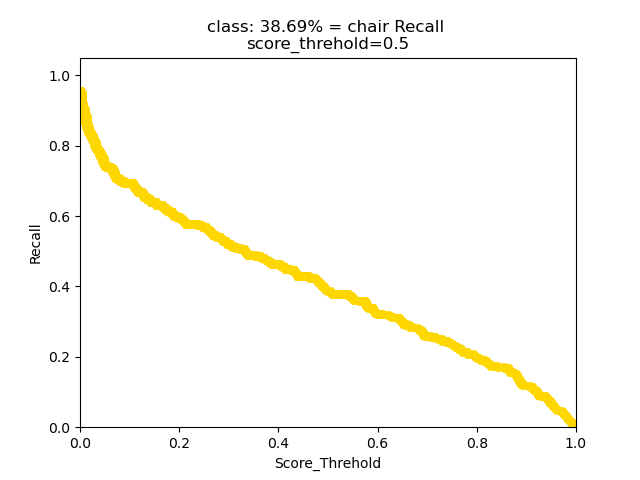 class: 38.69% = chair Recall
score_threhold=0.5
1.0
0.8
0.6
0.4
0.2
0.0
Recall
0.0 0.2 0.4 0.6 0.8 1.0
Score_Threhold